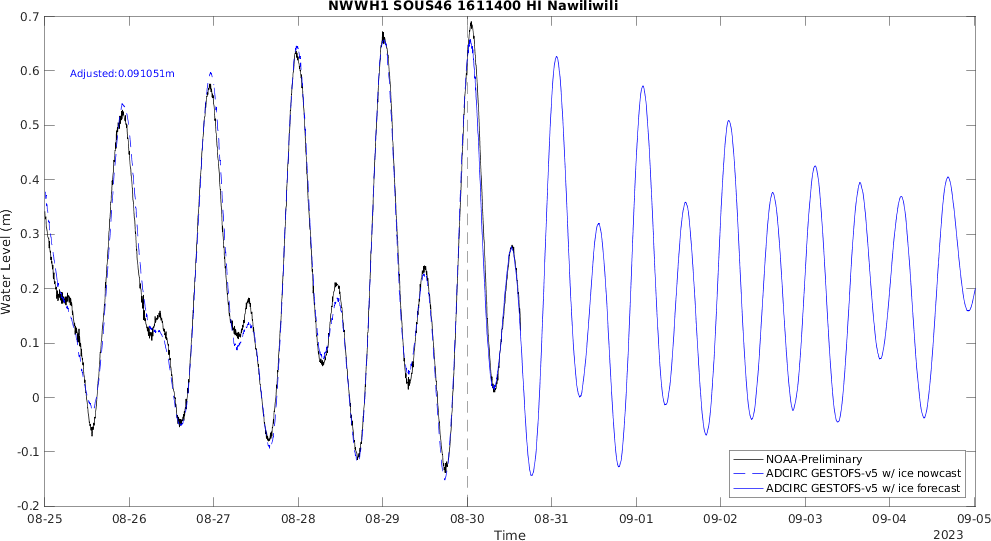 NWWH1 SOUS46 1611400 HI Nawiliwili
0.7
0.6
0.5
0.4
0.3
0.2
0.1
0
-0.1
-0.2
Water Level (m)
Adjusted:0.091051m
NOAA-Preliminary
ADCIRC GESTOFS-v5 w/ ice nowcast
ADCIRC GESTOFS-v5 w/ ice forecast
08-25 08-26 08-27 08-28 08-29 08-30 08-31 09-01 09-02 09-03 09-04 09-05
Time
2023